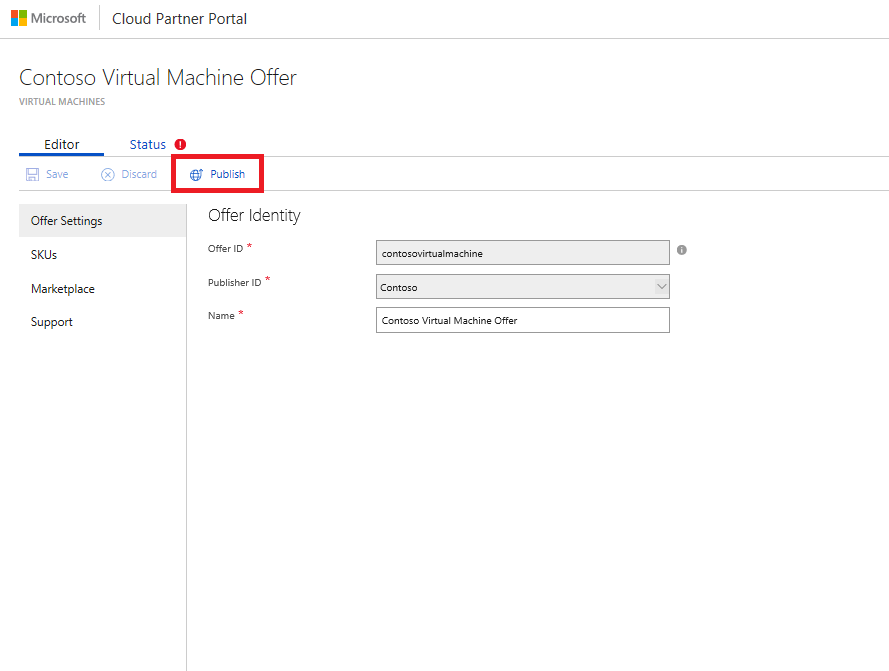 Microsoft Cloud Partner Portal
Contoso Virtual Machine Offer
VIRTUAL MACHINES
Editor Status !
Save Discard Publish
Offer Settings
SKUs
Marketplace
Support
Offer Identity
Offer ID * contosovirtualmachine
Publisher ID * Contoso
Name * Contoso Virtual Machine Offer